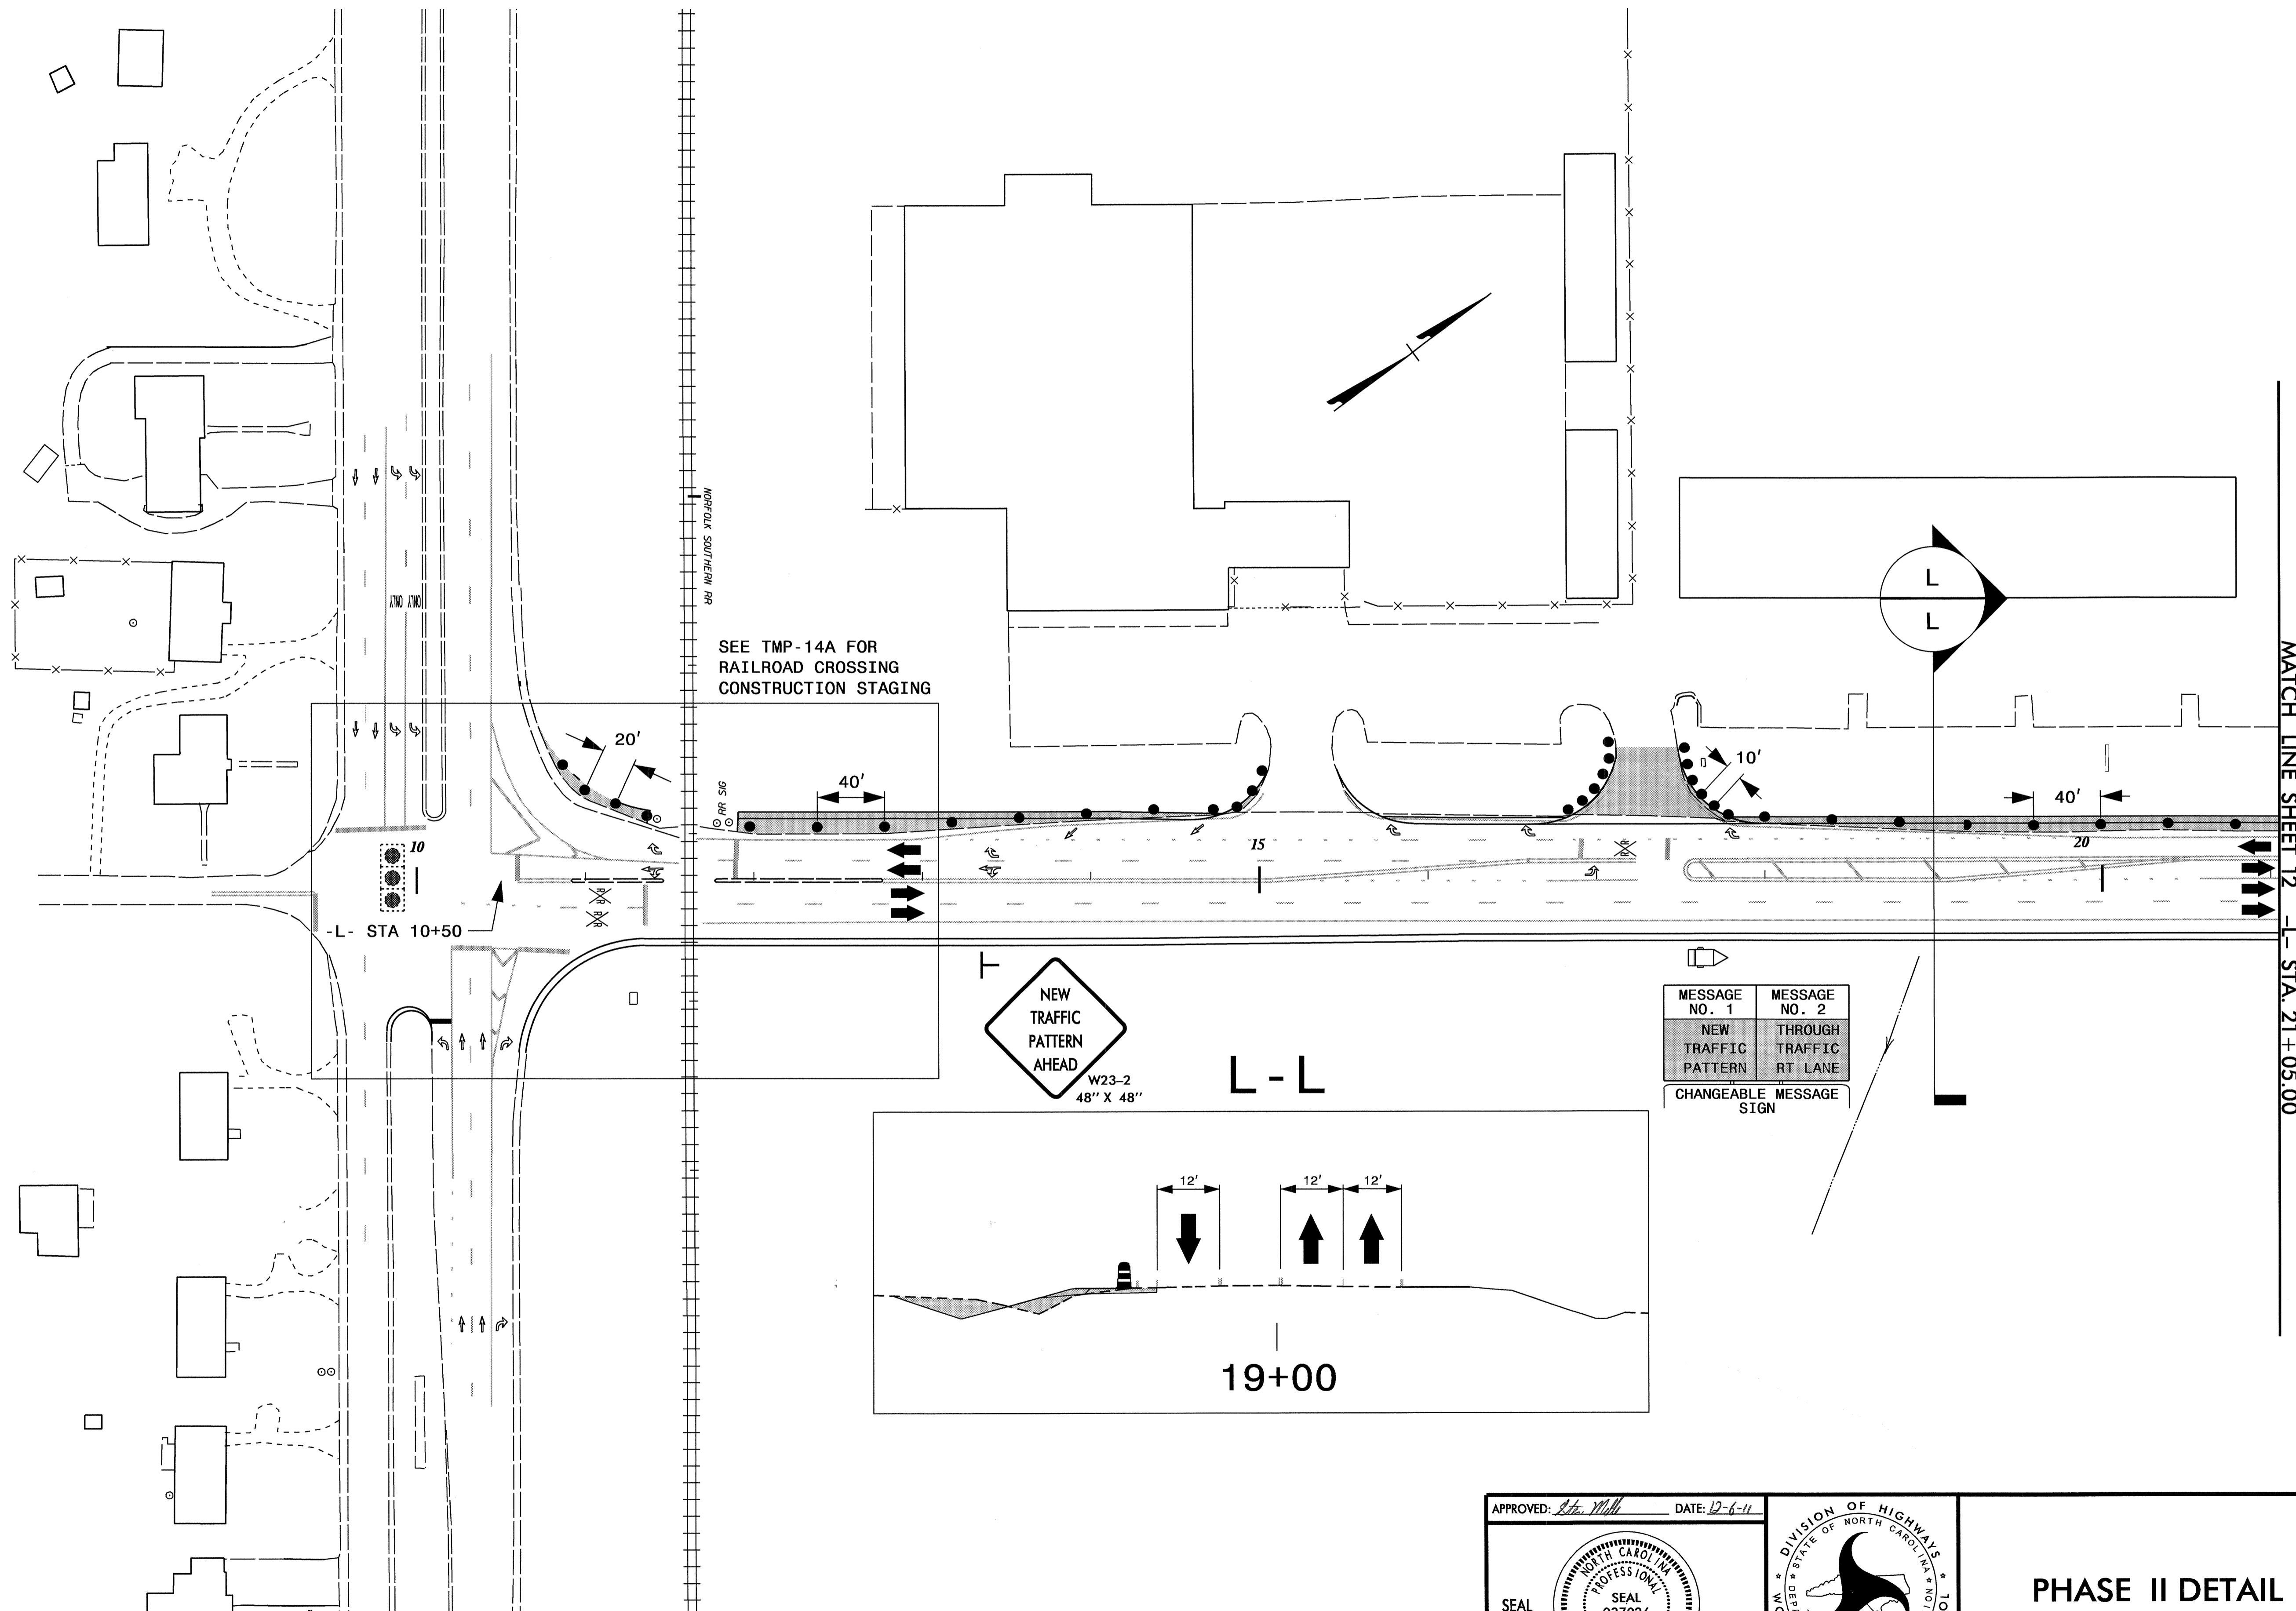 ONLY ONLY
NORFOLK SOUTHERN RR
SEE TMP-14A FOR
RAILROAD CROSSING
CONSTRUCTION STAGING
20'
RR SIG
40'
10'
40'
L
L
10
15
20
-L- STA 10+50
MATCH LINE SHEET 12 -L- STA. 21+05.00
NEW
TRAFFIC
PATTERN
AHEAD
W23-2
48" X 48"
MESSAGE NO. 1
NEW
TRAFFIC
PATTERN
MESSAGE NO. 2
THROUGH
TRAFFIC
RT LANE
CHANGEABLE MESSAGE
SIGN
L-L
12' 12' 12'
19+00
APPROVED: DATE: 12-6-11
SEAL
NORTH CAROLINA
PROFESSIONAL
SEAL
DIVISION OF HIGHWAYS
STATE OF NORTH CAROLINA
PHASE II DETAIL